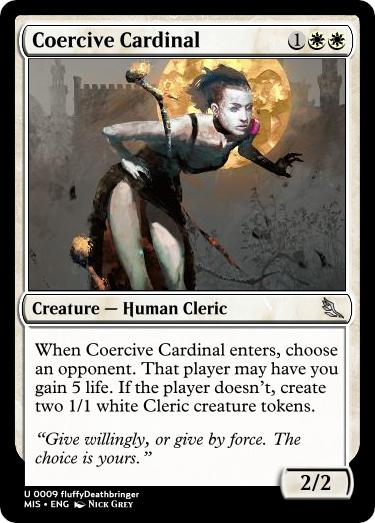 Coercive Cardinal 1
Creature — Human Cleric
When Coercive Cardinal enters, choose
an opponent. That player may have you
gain 5 life. If the player doesn't, create
two 1/1 white Cleric creature tokens.
“Give willingly, or give by force. The
choice is yours.”
2/2
U 0009 fluffyDeathbringer
MIS • ENG Nick Grey